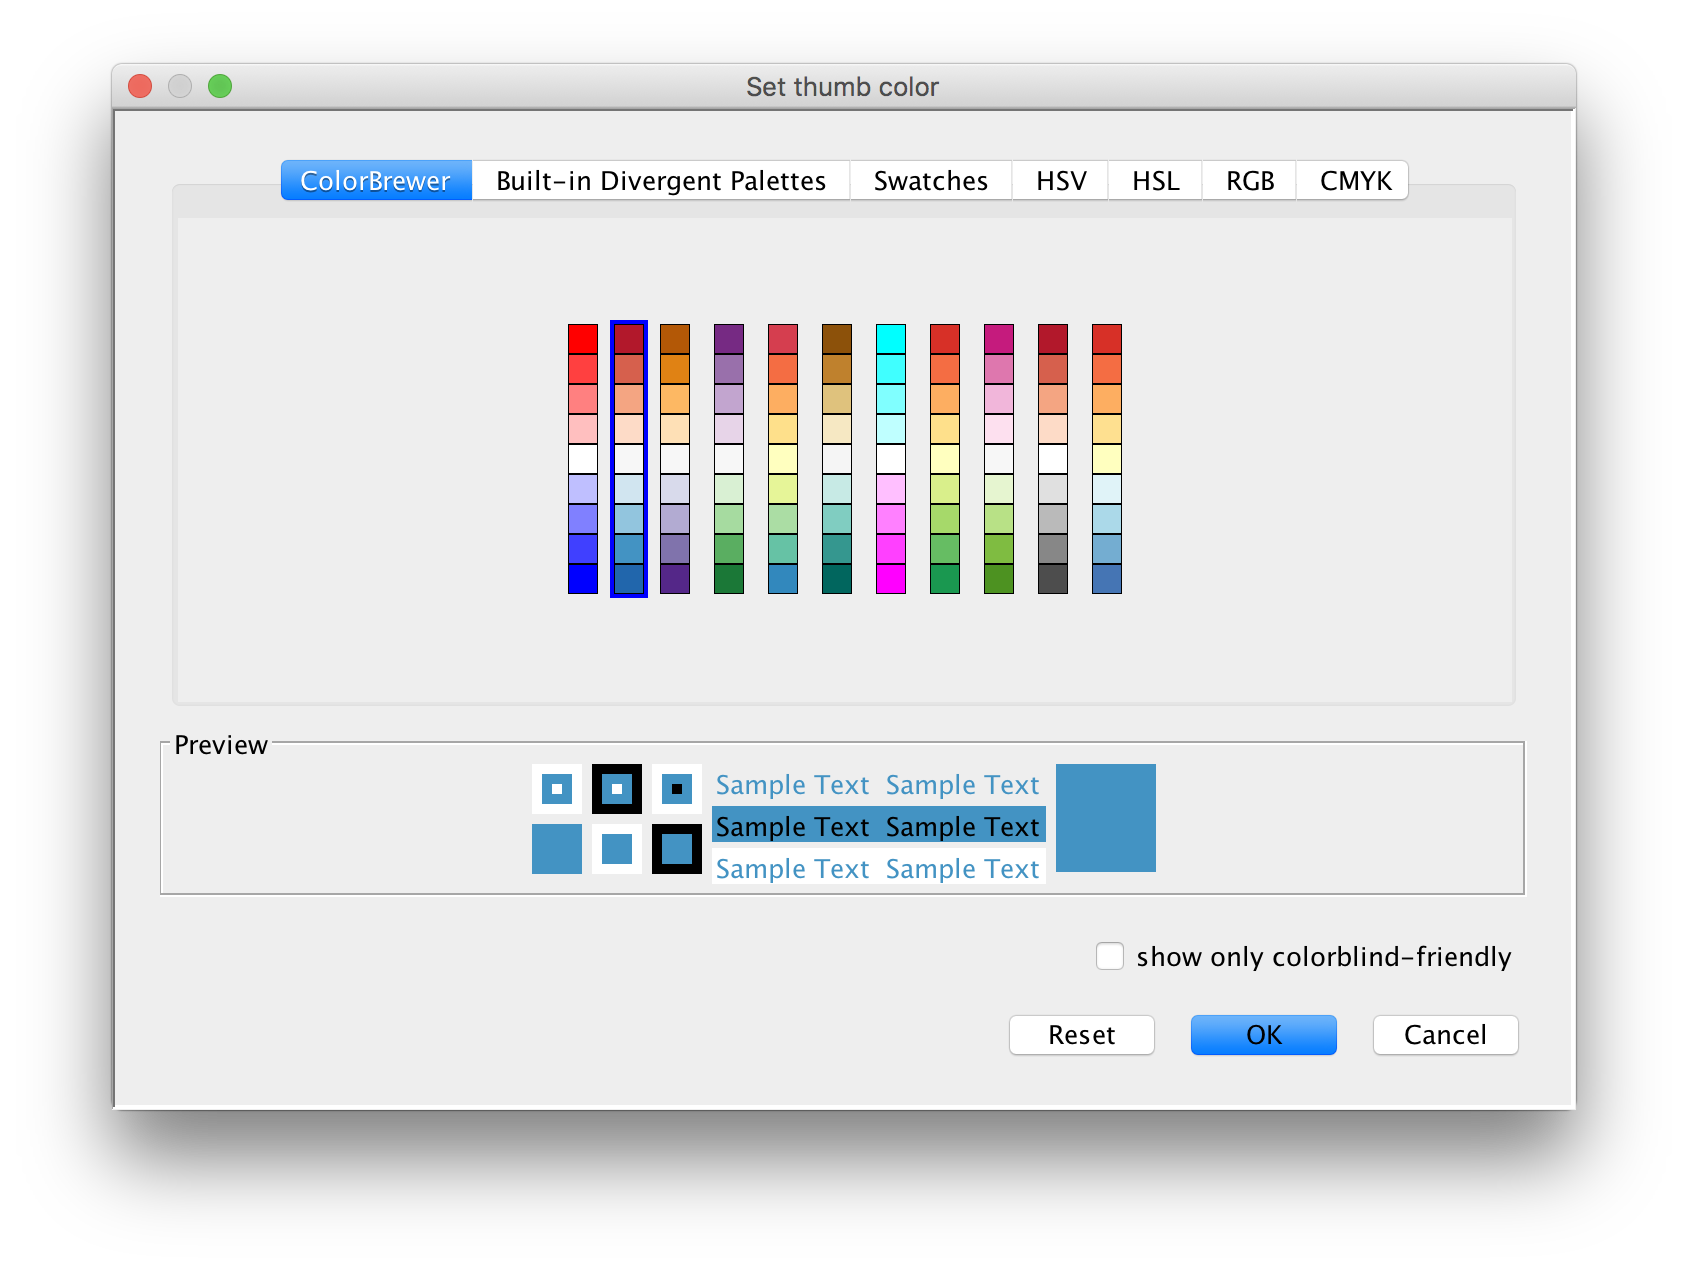 Set thumb color
ColorBrewer Built-in Divergent Palettes Swatches HSV HSL RGB CMYK
Preview
Sample Text Sample Text
Sample Text Sample Text
Sample Text Sample Text
show only colorblind-friendly
Reset OK Cancel